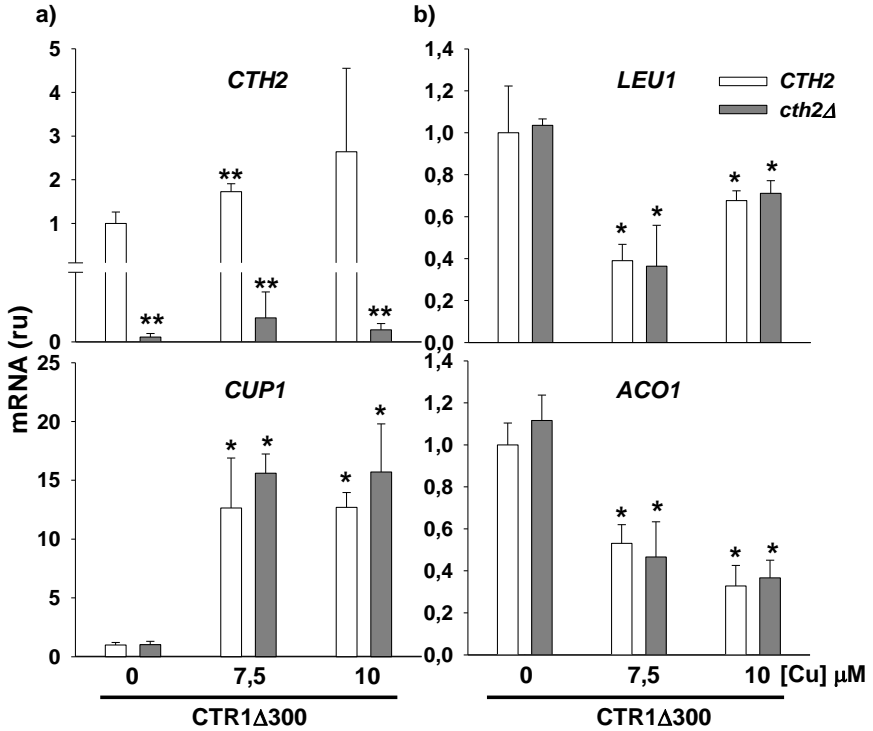 a)
b)
mRNA (ru)
CTH2
5
4
3
2
1
0
** ** ** **
CUP1
25
20
15
10
5
0
* * * *
0 7,5 10
CTR1Δ300
LEU1
CTH2
cth2Δ
1,4
1,2
1,0
0,8
0,6
0,4
0,2
0,0
* * * *
ACO1
1,4
1,2
1,0
0,8
0,6
0,4
0,2
0,0
* * * *
0 7,5 10 [Cu] μM
CTR1Δ300